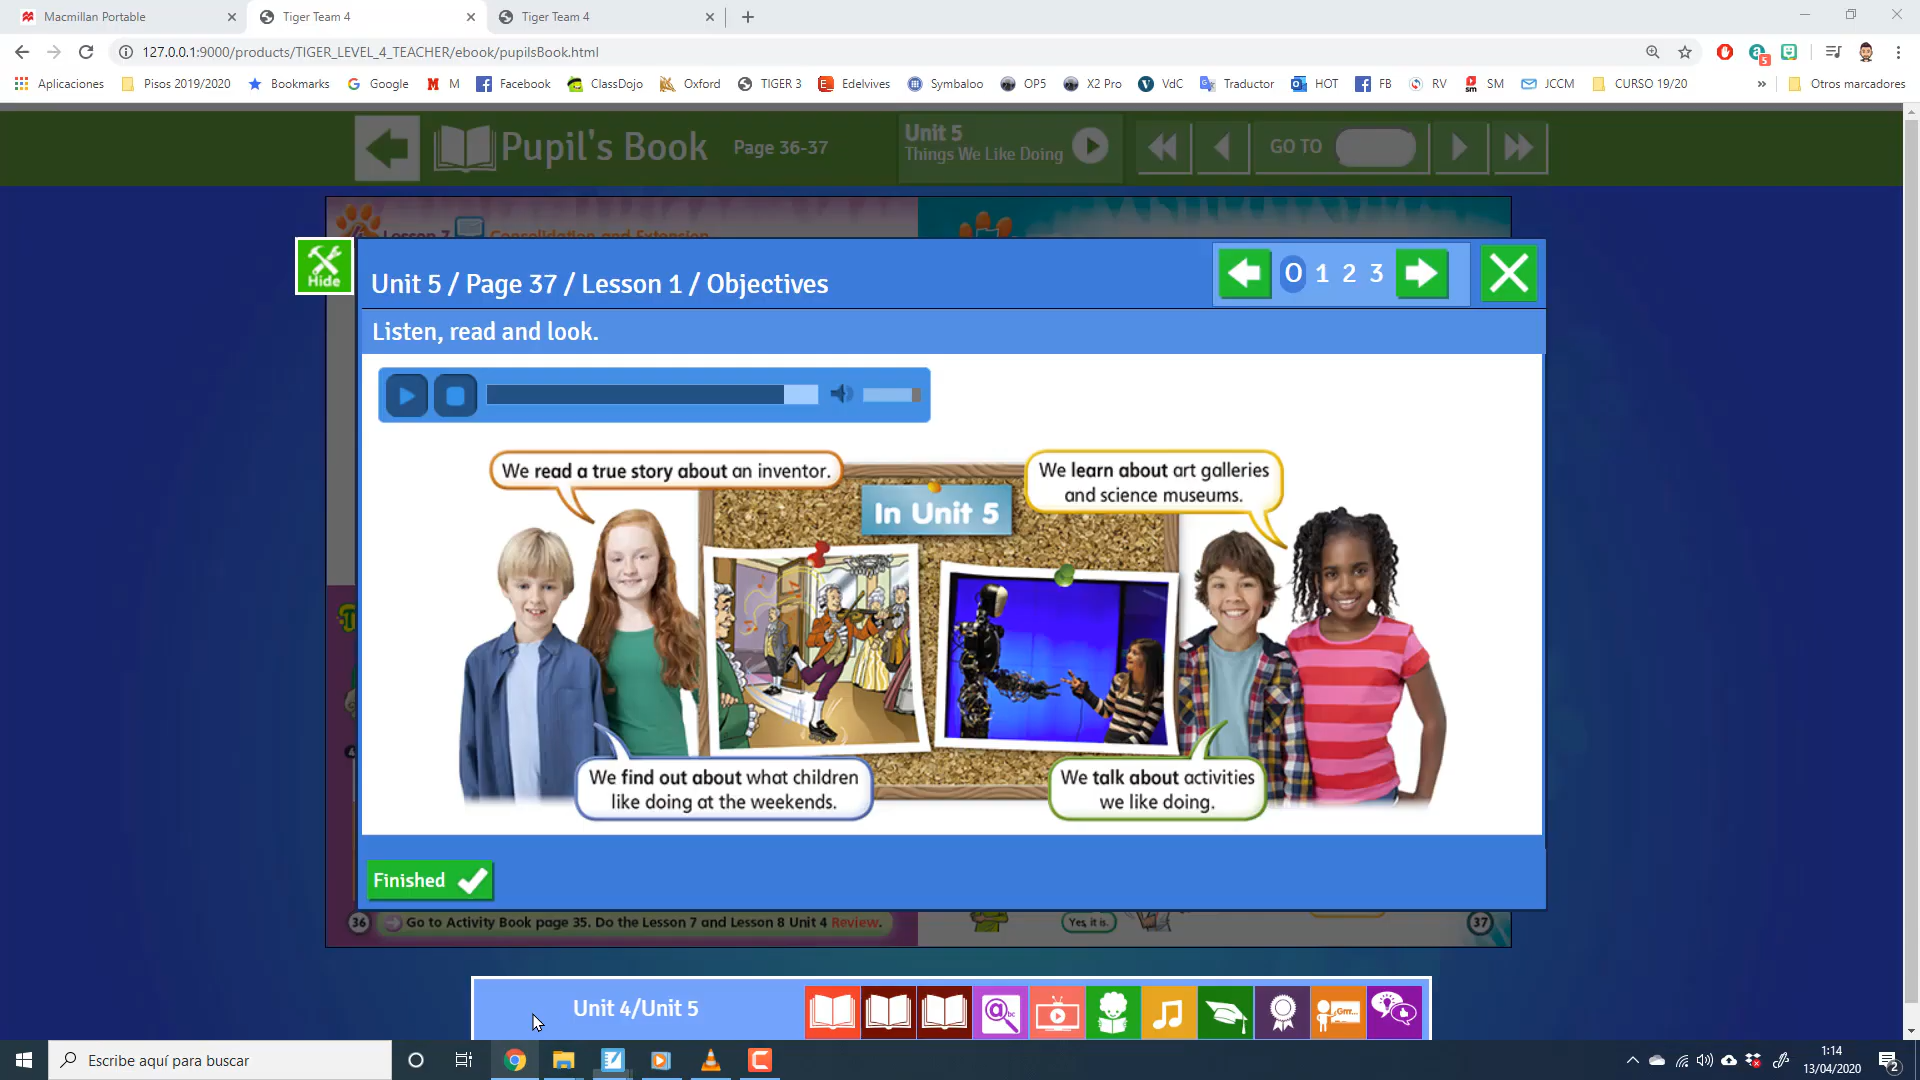 Macmillan Portable
Tiger Team 4
Tiger Team 4
127.0.0.1:9000/products/TIGER_LEVEL_4_TEACHER/ebook/pupilsBook.html
5
Aplicaciones Pisos 2019/2020 Bookmarks Google M Facebook ClassDojo Oxford TIGER 3 Edelvives Symbaloo OP5 X2 Pro VdC Traductor HOT FB RV SM JCCM CURSO 19/20 » Otros marcadores
Pupil's Book Page 36-37
Unit 5
Things We Like Doing
GO TO
Lesson 7 Consolidation and Extension
Hide
Unit 5 / Page 37 / Lesson 1 / Objectives
0 1 2 3
Listen, read and look.
We read a true story about an inventor.
In Unit 5
We learn about art galleries
and science museums.
We find out about what children
like doing at the weekends.
We talk about activities
we like doing.
Finished
36 Go to Activity Book page 35. Do the Lesson 7 and Lesson 8 Unit 4 Review.
Yes, it is.
37
Unit 4/Unit 5
Escribe aquí para buscar
1:14
13/04/2020
2